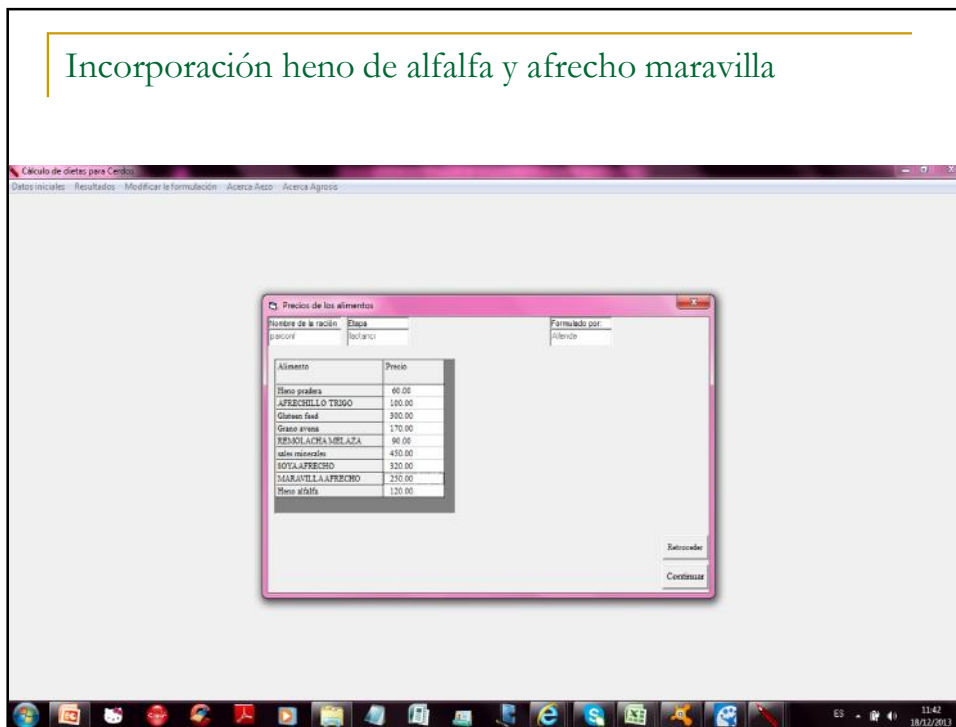 Incorporación heno de alfalfa y afrecho maravilla
Cálculo de dietas para Cerdos
Datos iniciales Resultados Modificar la formulación Acerca Aezo Acerca Agrosis
Precios de los alimentos
Nombre de la ración Etapa Formulado por:
parconf lactanci Allende
Alimento Precio
Heno pradera 60.00
AFRECHILLO TRIGO 100.00
Glutean feed 300.00
Grano avena 170.00
REMOLACHA MELAZA 90.00
sales minerales 450.00
SOYA AFRECHO 320.00
MARAVILLA AFRECHO 250.00
Heno alfalfa 120.00
Retroceder
Continuar
ES 11:42
18/12/2013